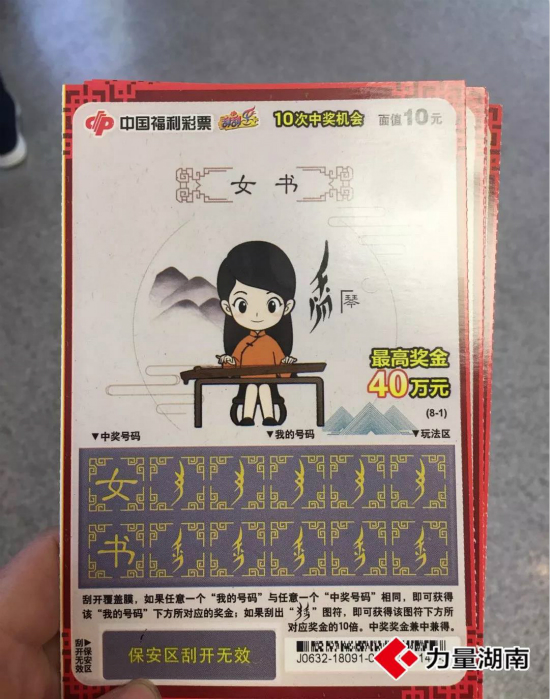 中国福利彩票 刮刮乐 10次中奖机会 面值10元
女书
琴
最高奖金
40万元
(8-1)
▼中奖号码 ▼我的号码 ▼玩法区
女
书
刮开覆盖膜，如果任意一个“我的号码”与任意一个“中奖号码”相同，即可获得
该“我的号码”下方所对应的奖金；如果刮出“ ”图符，即可获得该图符下方所
对应奖金的10倍。中奖奖金兼中兼得。
刮开区无效
保安区
保安区刮开无效
J0632-18091-0
力量湖南